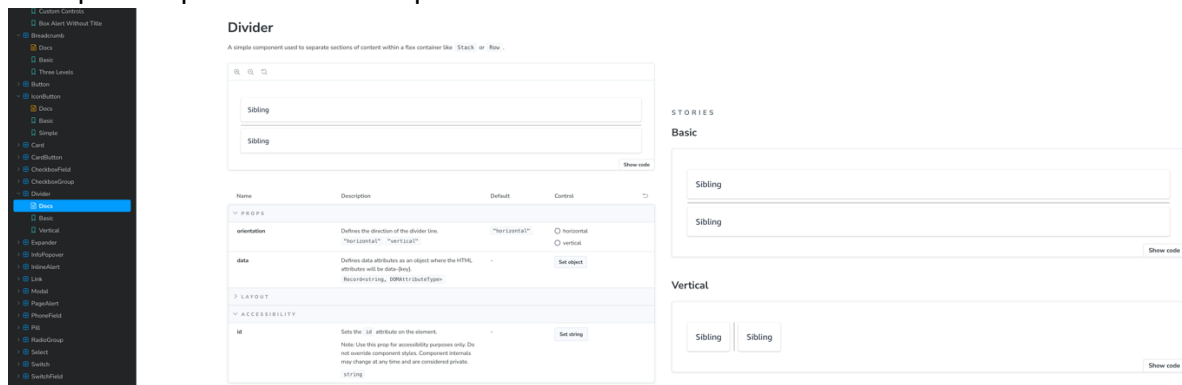 Custom Controls
Box Alert Without Title
Breadcrumb
Docs
Basic
Three Levels
Button
IconButton
Docs
Basic
Simple
Card
CardButton
CheckboxField
CheckboxGroup
Divider
Docs
Basic
Vertical
Expander
InfoPopover
InlineAlert
Link
Modal
PageAlert
PhoneField
Pill
RadioGroup
Select
Switch
SwitchField
Divider
A simple component used to separate sections of content within a flex container like Stack or Row .
Sibling
Sibling
Show code
Name Description Default Control
PROPS
orientation Defines the direction of the divider line. "horizontal" horizontal
"horizontal" "vertical" vertical
data Defines data attributes as an object where the HTML - Set object
attributes will be data-{key}.
Record<string, DOMAttributeType>
LAYOUT
ACCESSIBILITY
id Sets the id attribute on the element. - Set string
Note: Use this prop for accessibility purposes only. Do
not override component styles. Component internals
may change at any time and are considered private.
string
STORIES
Basic
Sibling
Sibling
Show code
Vertical
Sibling Sibling
Show code